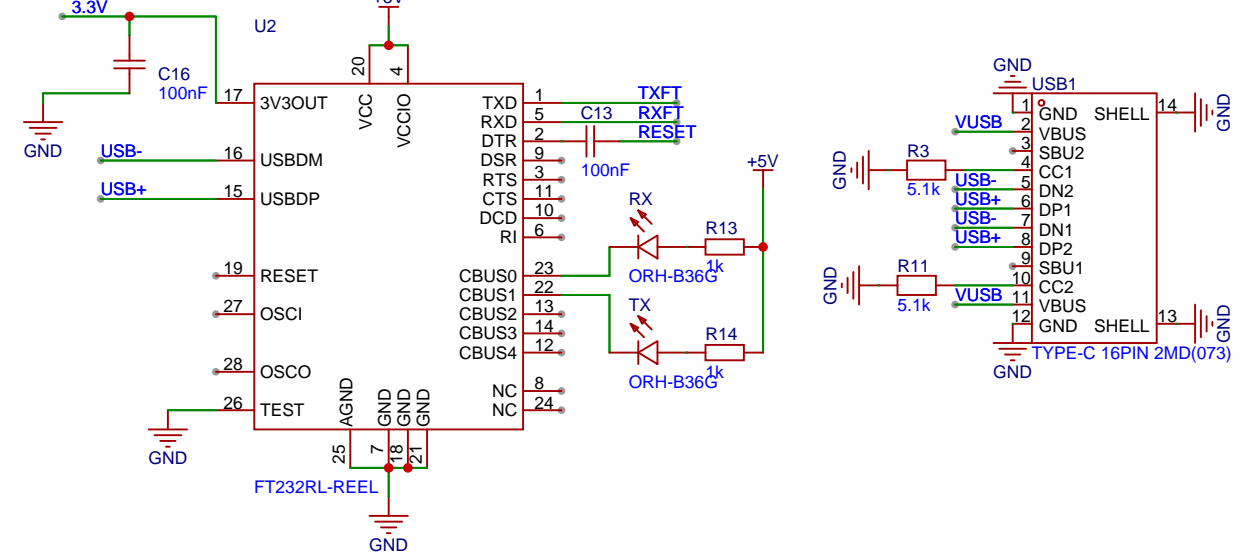 3.3V
U2
C16
100nF
GND
USB-
USB+
17
16
15
19
27
28
26
3V3OUT
USBDM
USBDP
RESET
OSCI
OSCO
TEST
GND
20
4
VCC
VCCIO
TXD
RXD
DTR
DSR
RTS
CTS
DCD
RI
CBUS0
CBUS1
CBUS2
CBUS3
CBUS4
NC
NC
1
5
2
9
3
11
10
6
23
22
13
14
12
8
24
AGND
GND
GND
GND
25
7
18
21
FT232RL-REEL
GND
TXFT
RXFT
RESET
C13
100nF
+5V
RX
R13
1k
ORH-B36G
TX
R14
1k
ORH-B36G
GND
USB1
VUSB
GND
R3
5.1k
USB-
USB+
USB-
USB+
GND
R11
5.1k
VUSB
1
2
3
4
5
6
7
8
9
10
11
12
GND
VBUS
SBU2
CC1
DN2
DP1
DN1
DP2
SBU1
CC2
VBUS
GND
SHELL
14
GND
SHELL
13
GND
TYPE-C 16PIN 2MD(073)
GND